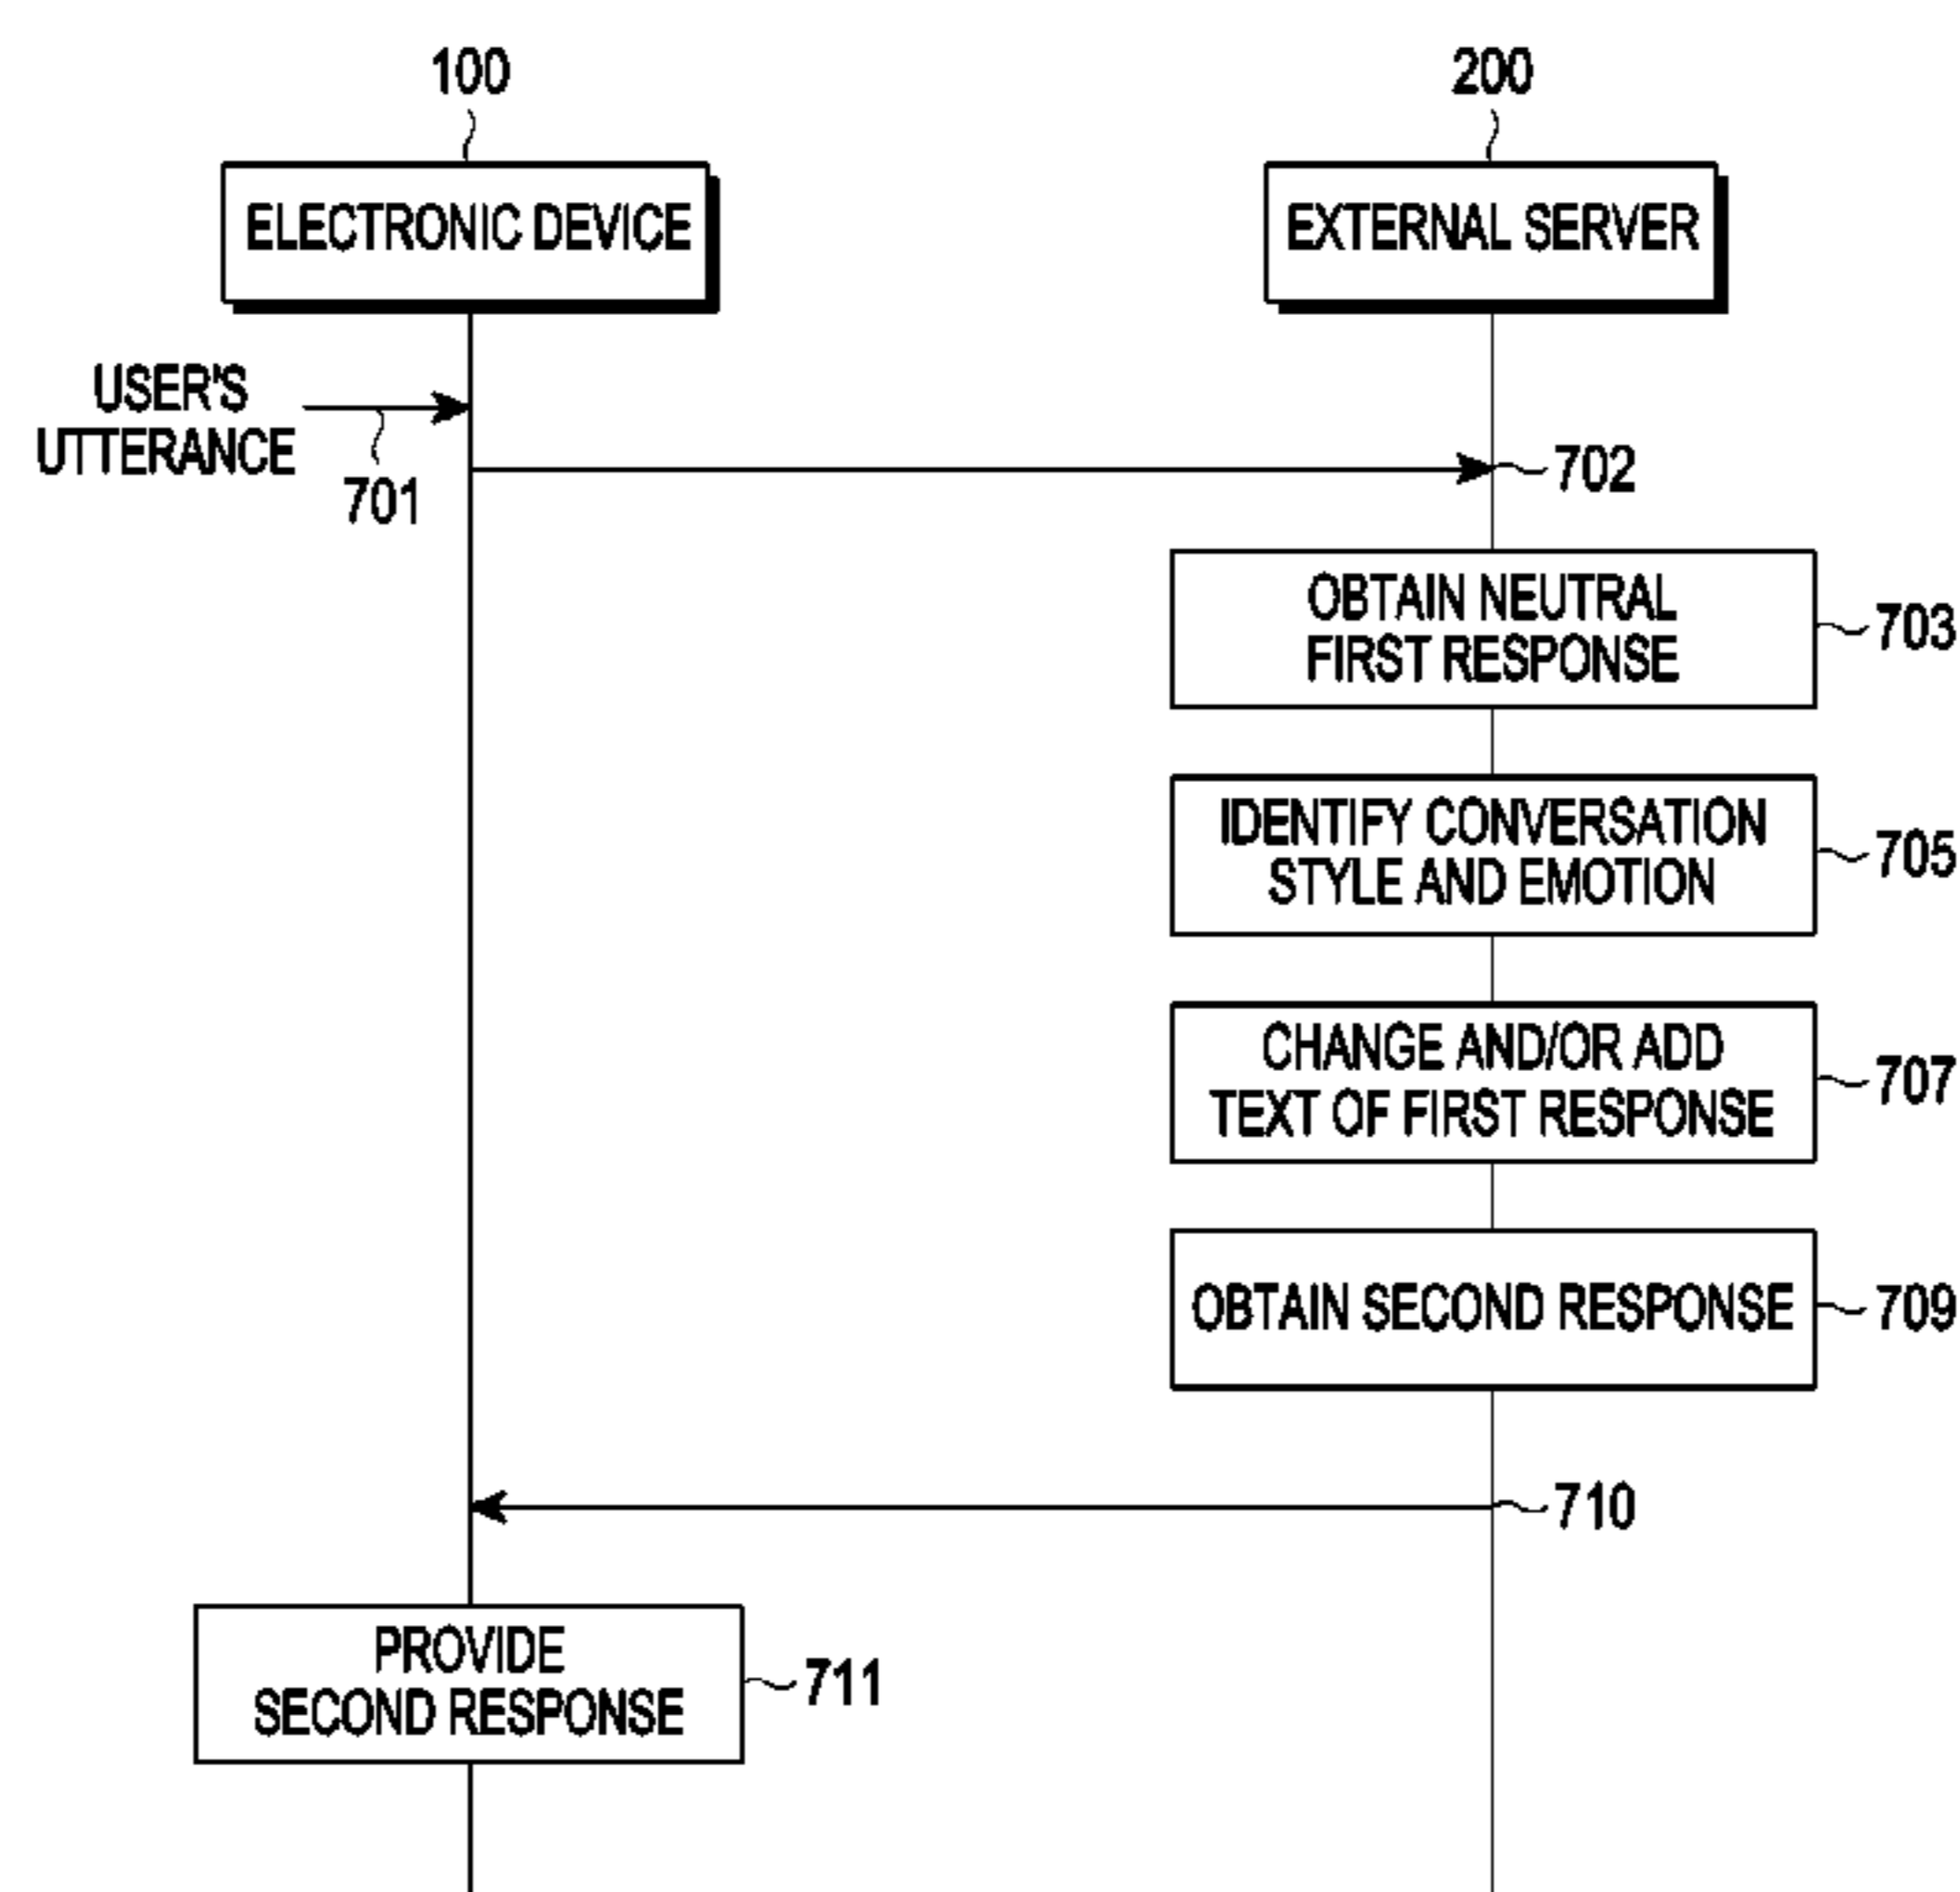 100
200
ELECTRONIC DEVICE
EXTERNAL SERVER
USER'S
UTTERANCE
701
702
OBTAIN NEUTRAL
FIRST RESPONSE
703
IDENTIFY CONVERSATION
STYLE AND EMOTION
705
CHANGE AND/OR ADD
TEXT OF FIRST RESPONSE
707
OBTAIN SECOND RESPONSE
709
710
PROVIDE
SECOND RESPONSE
711